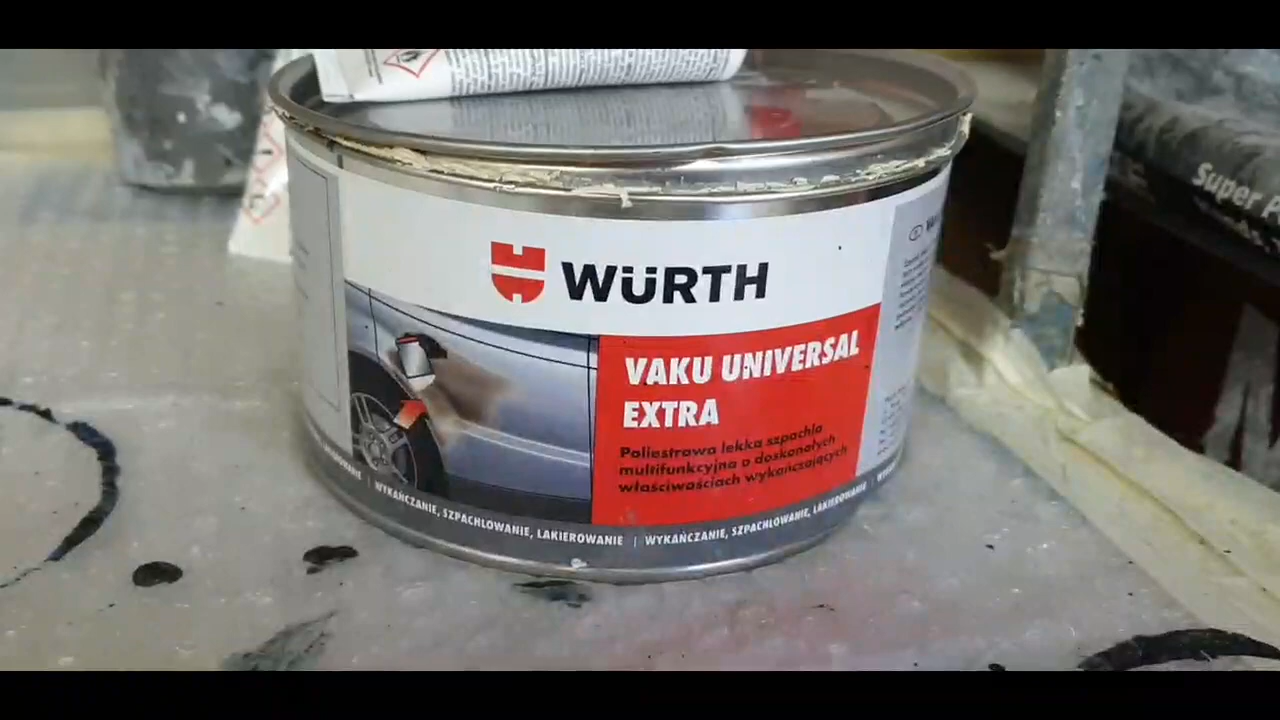 WÜRTH
VAKU UNIVERSAL
EXTRA
Poliestrowa lekka szpachla
multifunkcyjna o doskonałych
właściwościach wykańczających
WYKAŃCZANIE, SZPACHLOWANIE, LAKIEROWANIE | WYKAŃCZANIE, SZPACHLOWANIE, LAKIEROWANIE
Super